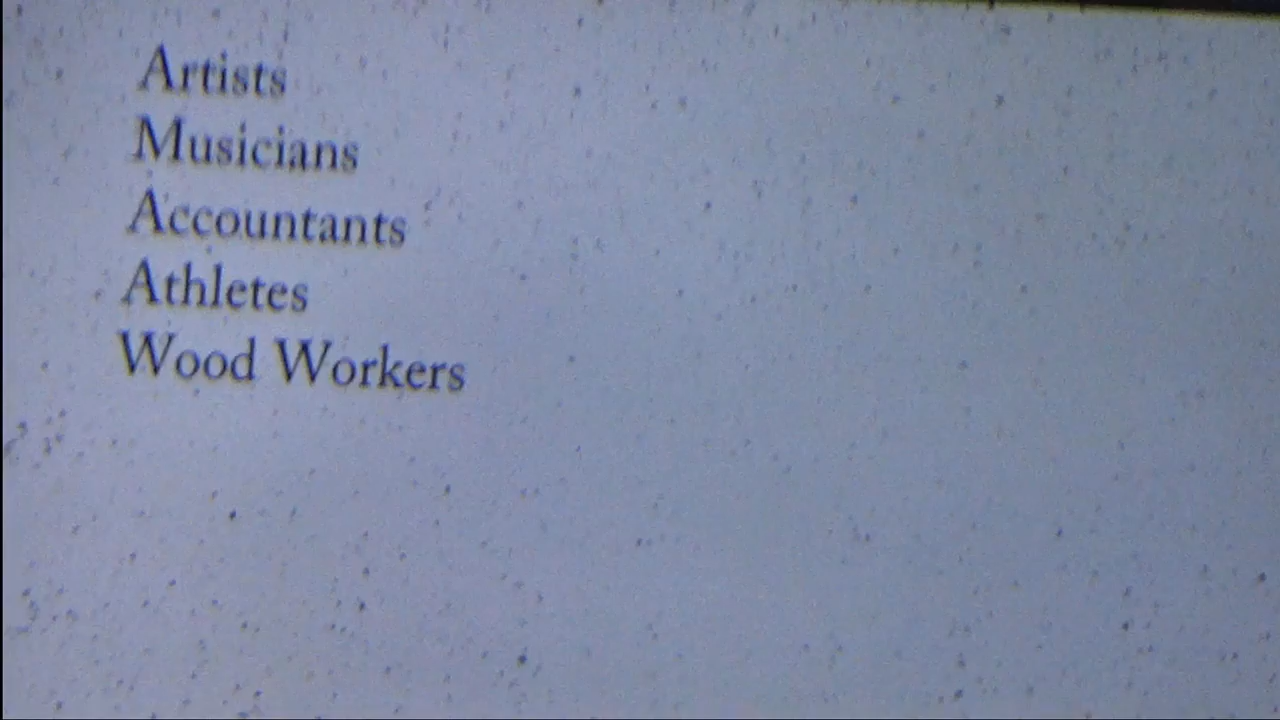 Artists
Musicians
Accountants
Athletes
Wood Workers